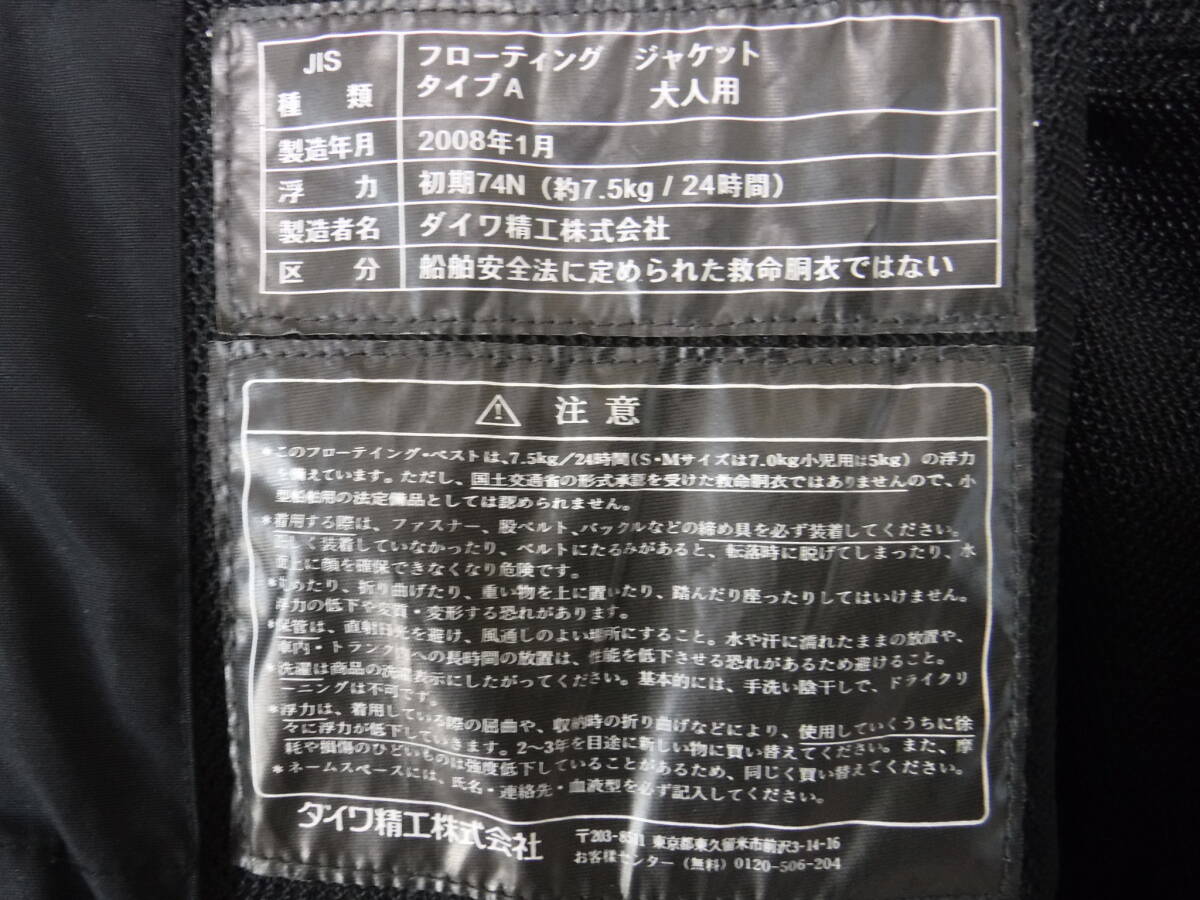 JIS フローティング ジャケット
種類 タイプA 大人用
製造年月 2008年1月
浮力 初期74N (約7.5kg / 24時間)
製造者名 ダイワ精工株式会社
区分 船舶安全法に定められた救命胴衣ではない
⚠ 注意
*このフローテイング・ベストは、7.5kg/24時間(S・Mサイズは7.0kg小児用は5kg)の浮力
を備えています。ただし、国土交通省の形式承認を受けた救命胴衣ではありませんので、小
型船舶用の法定備品としては認められません。
*着用する際は、ファスナー、股ベルト、バックルなどの締め具を必ず装着してください。
正しく装着していなかったり、ベルトにたるみがあると、転落時に脱げてしまったり、水
面上に顔を確保できなくなり危険です。
*丸めたり、折り曲げたり、重い物を上に置いたり、踏んだり座ったりしてはいけません。
浮力の低下や変質・変形する恐れがあります。
*保管は、直射日光を避け、風通しのよい場所にすること。水や汗に濡れたままの放置や、
車内・トランク内への長時間の放置は、性能を低下させる恐れがあるため避けること。
*洗濯は商品の洗濯表示にしたがってください。基本的には、手洗い陰干しで、ドライクリ
ーニングは不可です。
*浮力は、着用している際の屈曲や、収納時の折り曲げなどにより、使用していくうちに徐
々に浮力が低下していきます。2〜3年を目途に新しい物に買い替えてください。また、摩
耗や損傷のひどいものは強度低下していることがあるため、同じく買い替えてください。
*ネームスペースには、氏名・連絡先・血液型を必ず記入してください。
ダイワ精工株式会社 〒203-8511 東京都東久留米市前沢3-14-16
お客様センター (無料) 0120-506-204